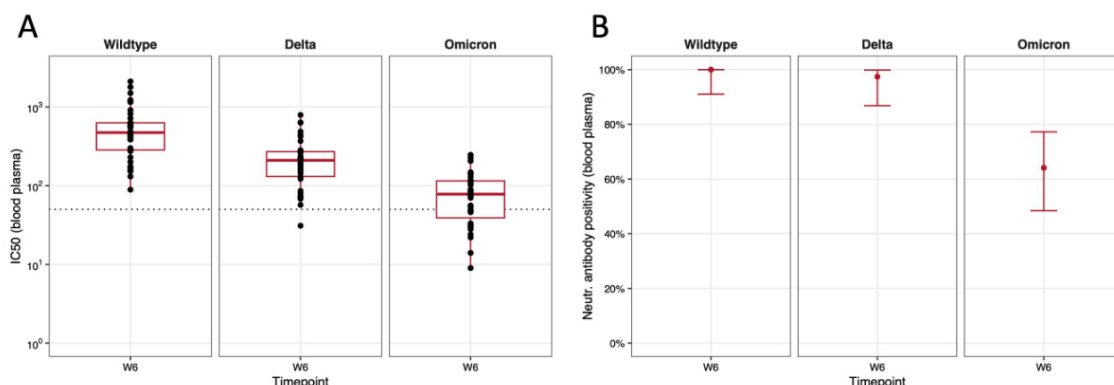 A
Wildtype
Delta
Omicron
IC50 (blood plasma)
10³
10²
10¹
10⁰
W6
W6
W6
Timepoint
B
Wildtype
Delta
Omicron
Neutr. antibody positivity (blood plasma)
100%
80%
60%
40%
20%
0%
W6
W6
W6
Timepoint